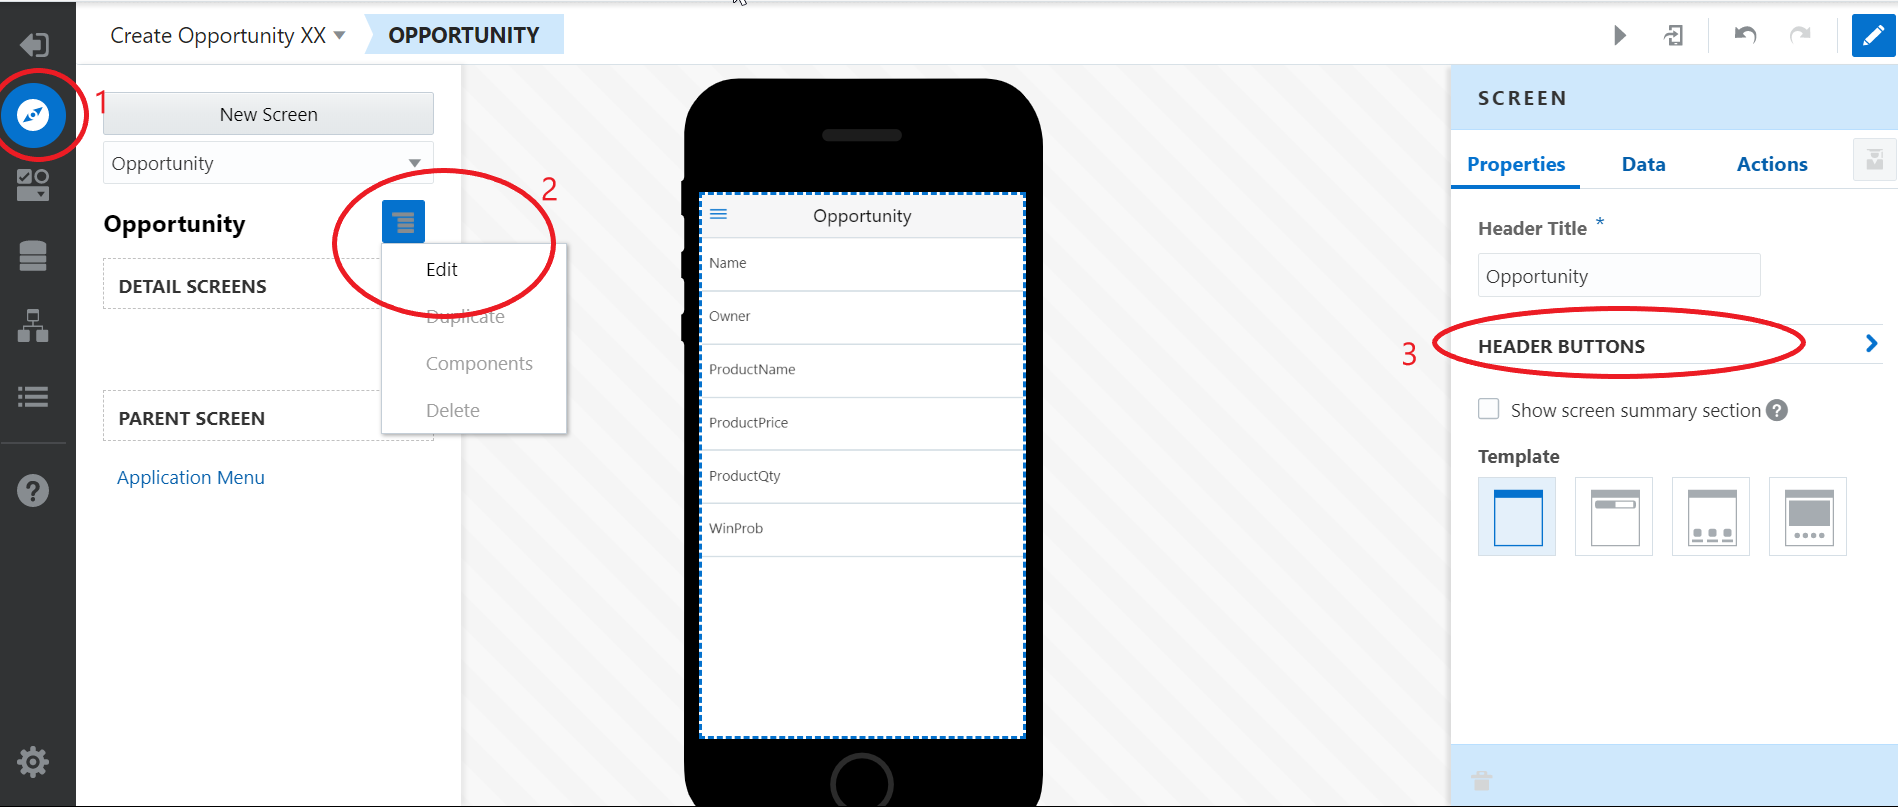 Create Opportunity XX
OPPORTUNITY
1
New Screen
Opportunity
2
Opportunity
Edit
DETAIL SCREENS
Duplicate
Components
Delete
PARENT SCREEN
Application Menu
Opportunity
Name
Owner
ProductName
ProductPrice
ProductQty
WinProb
SCREEN
Properties Data Actions
Header Title *
Opportunity
3
HEADER BUTTONS
Show screen summary section ?
Template
?